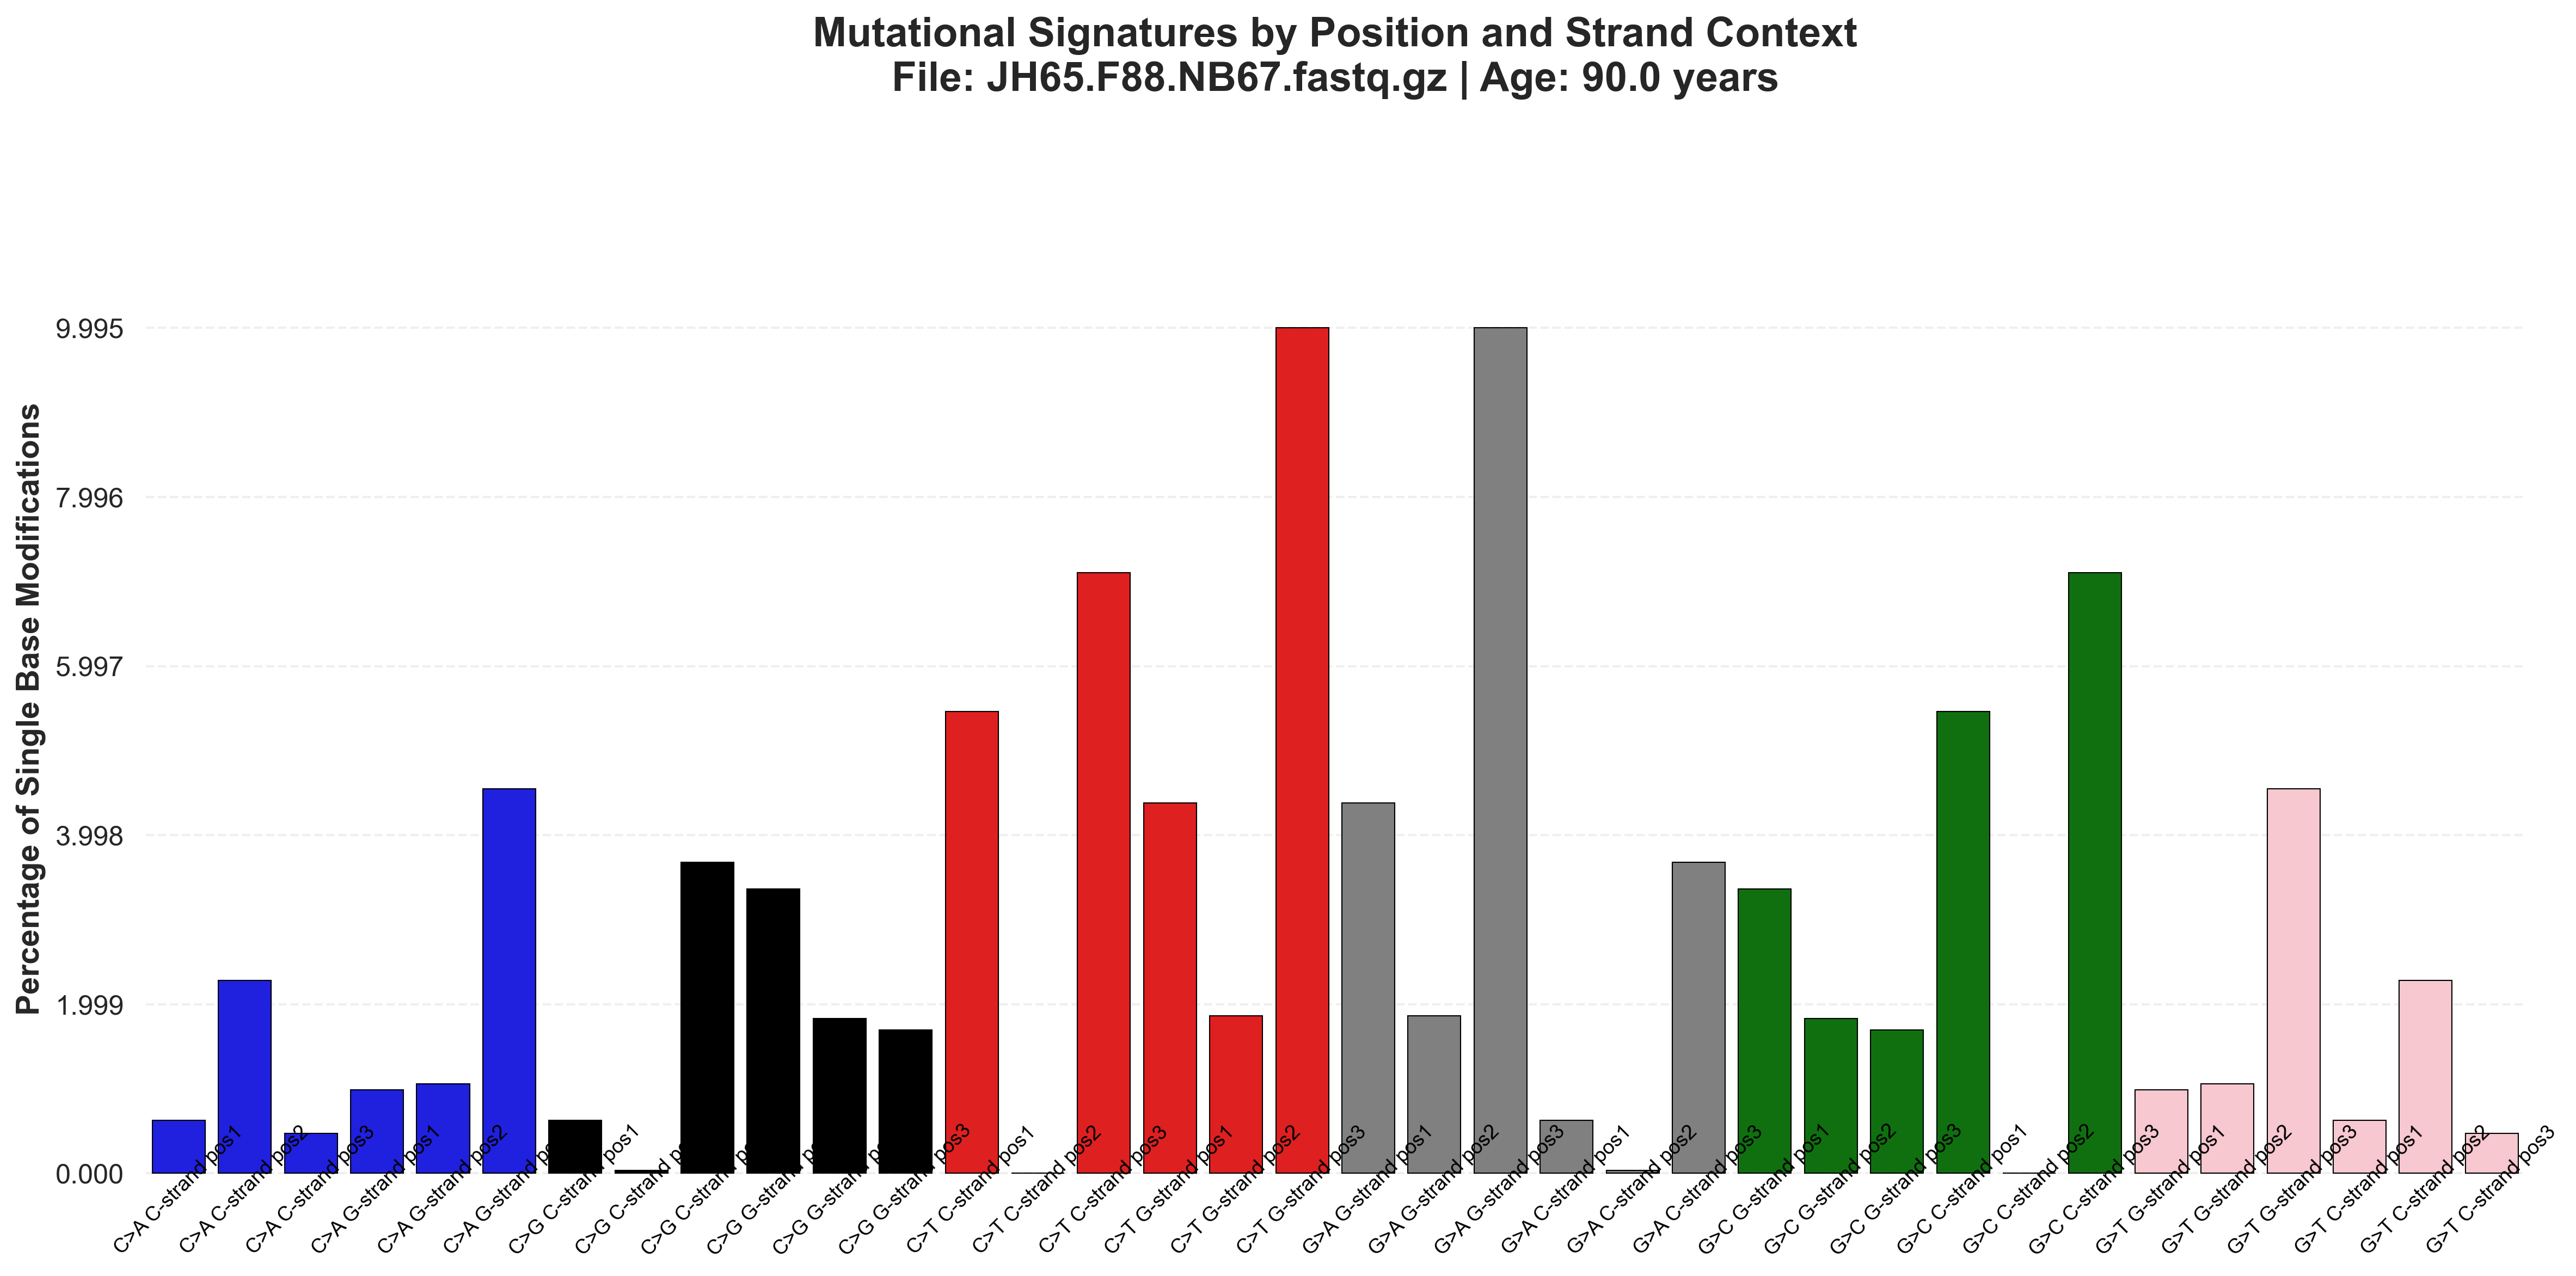 Mutational Signatures by Position and Strand Context
File: JH65.F88.NB67.fastq.gz | Age: 90.0 years
Percentage of Single Base Modifications
9.995
7.996
5.997
3.998
1.999
0.000
C>A C-strand pos1
C>A C-strand pos2
C>A C-strand pos3
C>A G-strand pos1
C>A G-strand pos2
C>A G-strand
C>G C-strand pos1
C>G C-strand
C>G C-strand
C>G G-strand
C>G G-strand
C>G G-strand pos3
C>T C-strand pos1
C>T C-strand pos2
C>T C-strand pos3
C>T G-strand pos1
C>T G-strand pos2
C>T G-strand pos3
G>A G-strand pos1
G>A G-strand pos2
G>A G-strand pos3
G>A C-strand pos1
G>A C-strand pos2
G>A C-strand pos3
G>C G-strand pos1
G>C G-strand pos2
G>C G-strand pos3
G>C C-strand pos1
G>C C-strand pos2
G>C C-strand pos3
G>T G-strand pos1
G>T G-strand pos2
G>T G-strand pos3
G>T C-strand pos1
G>T C-strand pos2
G>T C-strand pos3